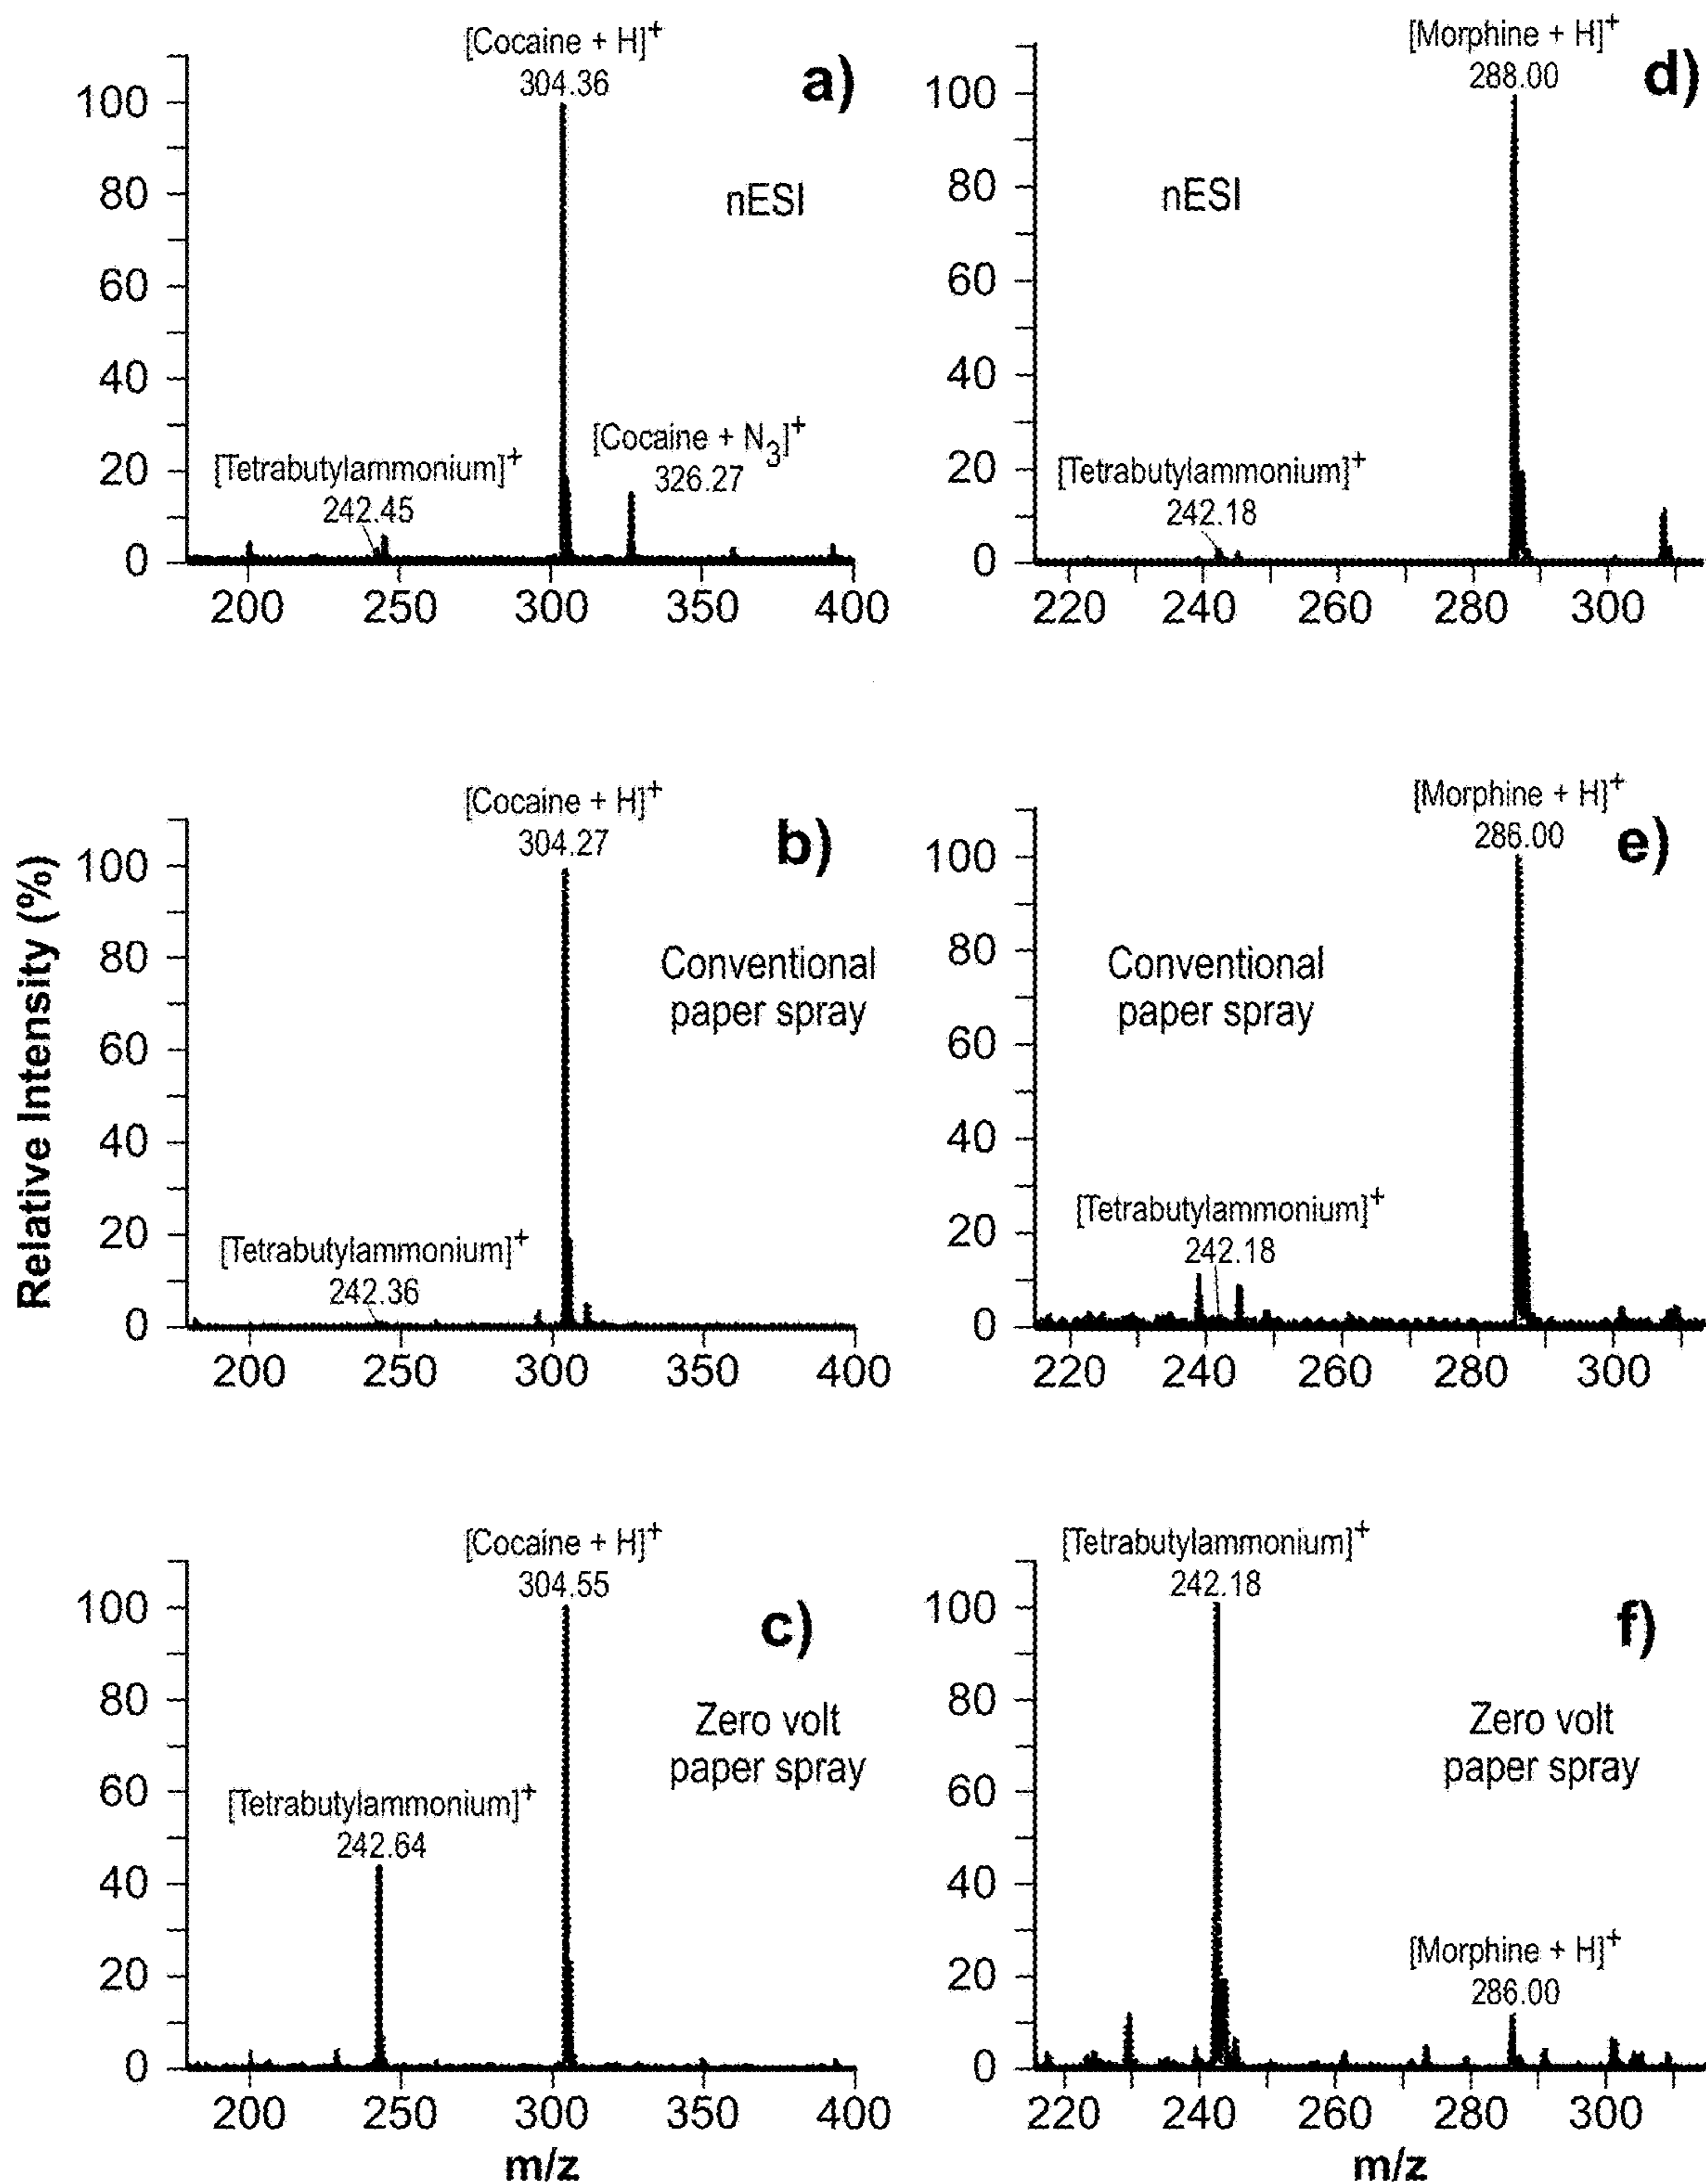 [Cocaine + H]+
304.36
a)
nESI
[Cocaine + N3]+
326.27
[Tetrabutylammonium]+
242.45
100
80
60
40
20
0
200 250 300 350 400
[Morphine + H]+
288.00
d)
nESI
[Tetrabutylammonium]+
242.18
100
80
60
40
20
0
220 240 260 280 300
Relative Intensity (%)
[Cocaine + H]+
304.27
b)
Conventional
paper spray
[Tetrabutylammonium]+
242.36
100
80
60
40
20
0
200 250 300 350 400
[Morphine + H]+
286.00
e)
Conventional
paper spray
[Tetrabutylammonium]+
242.18
100
80
60
40
20
0
220 240 260 280 300
[Cocaine + H]+
304.55
c)
Zero volt
paper spray
[Tetrabutylammonium]+
242.64
100
80
60
40
20
0
200 250 300 350 400
m/z
[Tetrabutylammonium]+
242.18
f)
Zero volt
paper spray
[Morphine + H]+
286.00
100
80
60
40
20
0
220 240 260 280 300
m/z